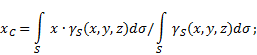 x_C = ∫_S x · γ_S(x, y, z)dσ / ∫_S γ_S(x, y, z)dσ ;